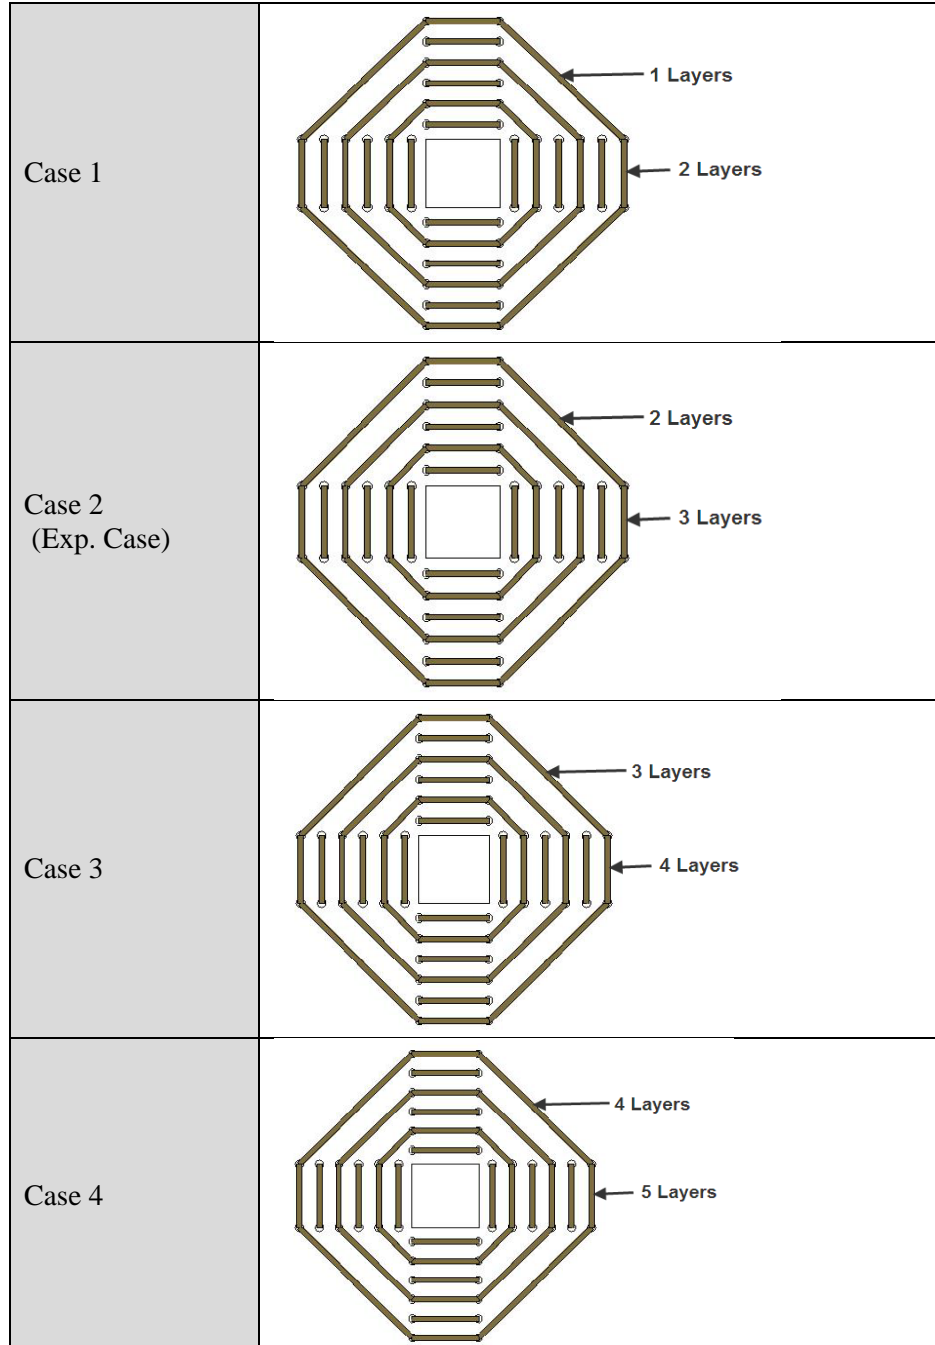 Case 1
1 Layers
2 Layers
Case 2
(Exp. Case)
2 Layers
3 Layers
Case 3
3 Layers
4 Layers
Case 4
4 Layers
5 Layers